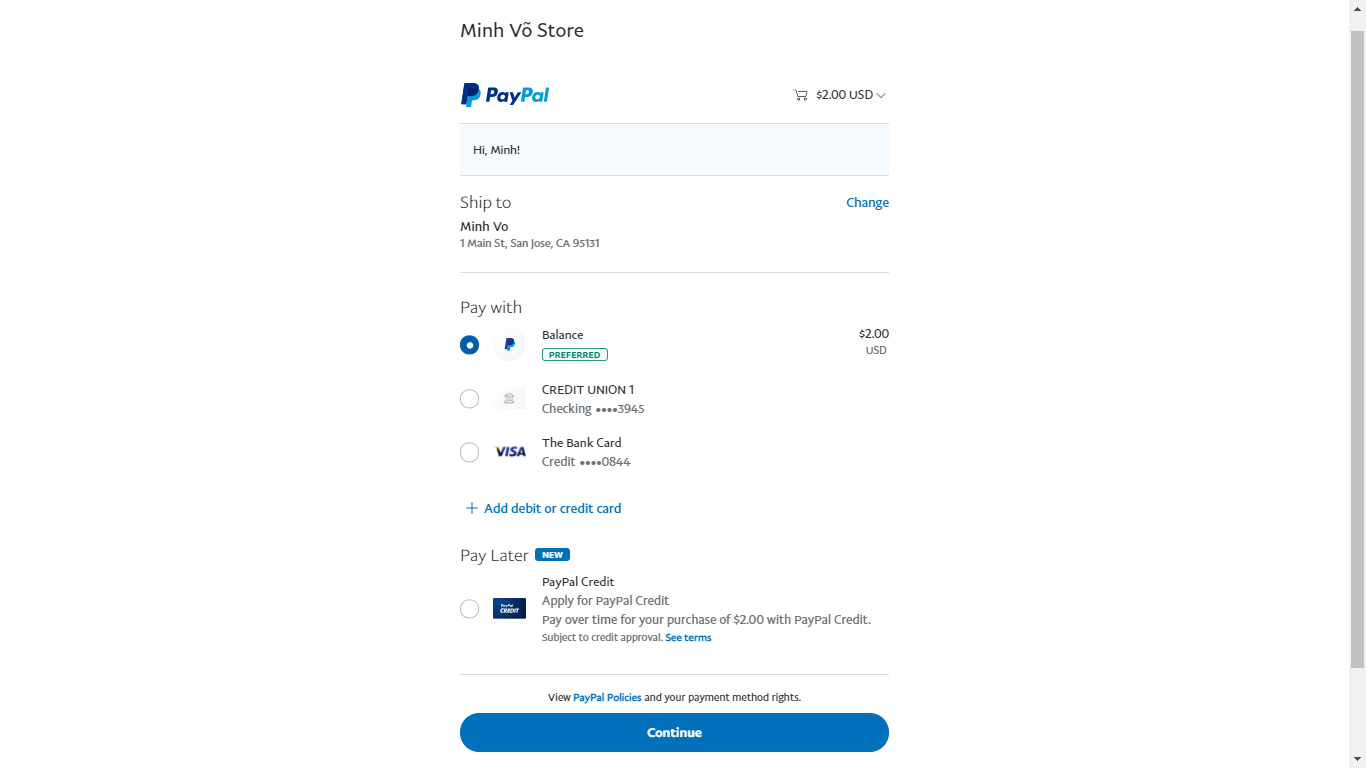 Minh Võ Store
PayPal
$2.00 USD
Hi, Minh!
Ship to
Change
Minh Vo
1 Main St, San Jose, CA 95131
Pay with
Balance
$2.00
PREFERRED
USD
CREDIT UNION 1
Checking ••••3945
VISA
The Bank Card
Credit ••••0844
Add debit or credit card
Pay Later NEW
PayPal Credit
PayPal
CREDIT
Apply for PayPal Credit
Pay over time for your purchase of $2.00 with PayPal Credit.
Subject to credit approval. See terms
View PayPal Policies and your payment method rights.
Continue